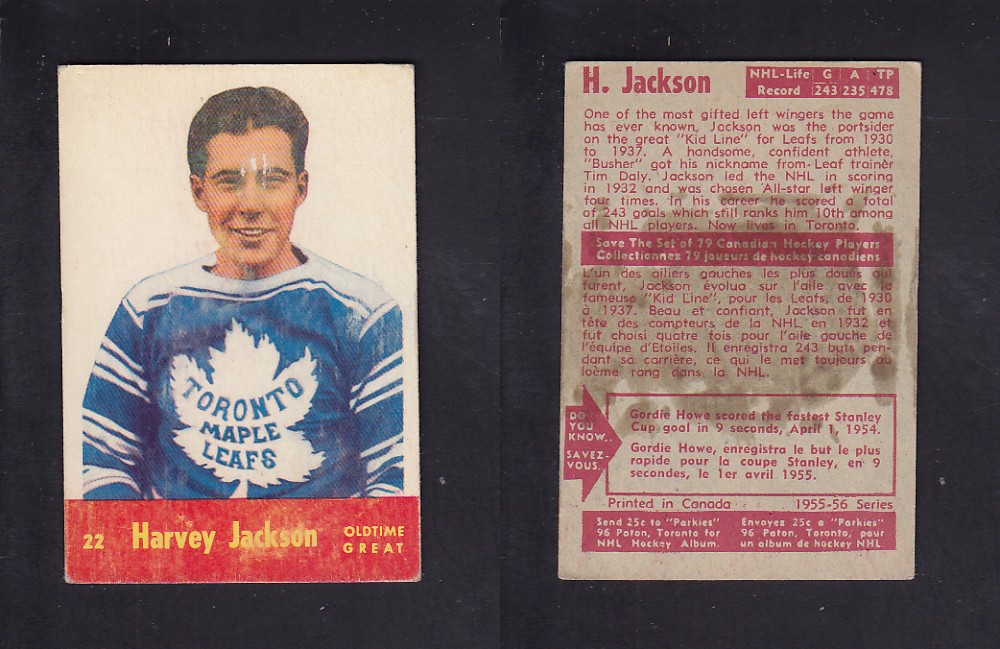 TORONTO
MAPLE
LEAFS
22 Harvey Jackson OLDTIME
GREAT
H. Jackson
NHL-Life G A TP
Record 243 235 478
One of the most gifted left wingers the game
has ever known, Jackson was the portsider
on the great "Kid Line" for Leafs from 1930
to 1937. A handsome, confident athlete,
"Busher" got his nickname from Leaf trainer
Tim Daly. Jackson led the NHL in scoring
in 1932 and was chosen All-star left winger
four times. In his career he scored a total
of 243 goals which still ranks him 10th among
all NHL players. Now lives in Toronto.
Save The Set of 79 Canadian Hockey Players
Collectionnez 79 joueurs de hockey canadiens
L'un des ailiers gauches les plus doués qui
furent, Jackson évolua sur l'aile avec la
fameuse "Kid Line", pour les Leafs, de 1930
à 1937. Beau et confiant, Jackson fut en
tête des compteurs de la NHL en 1932 et
fut choisi quatre fois pour l'aile gauche de
l'équipe d'Etoiles. Il enregistra 243 buts pen-
dant sa carrière, ce qui le met toujours au
loème rang dans la NHL.
DO
YOU
KNOW..
SAVEZ-
VOUS..
Gordie Howe scored the fastest Stanley
Cup goal in 9 seconds, April 1, 1954.
Gordie Howe, enregistra le but le plus
rapide pour la coupe Stanley, en 9
secondes, le 1er avril 1955.
Printed in Canada 1955-56 Series
Send 25c to "Parkies"
96 Paton, Toronto for
NHL Hockey Album.
Envoyez 25c a "Parkies"
96 Paton, Toronto, pour
un album de hockey NHL